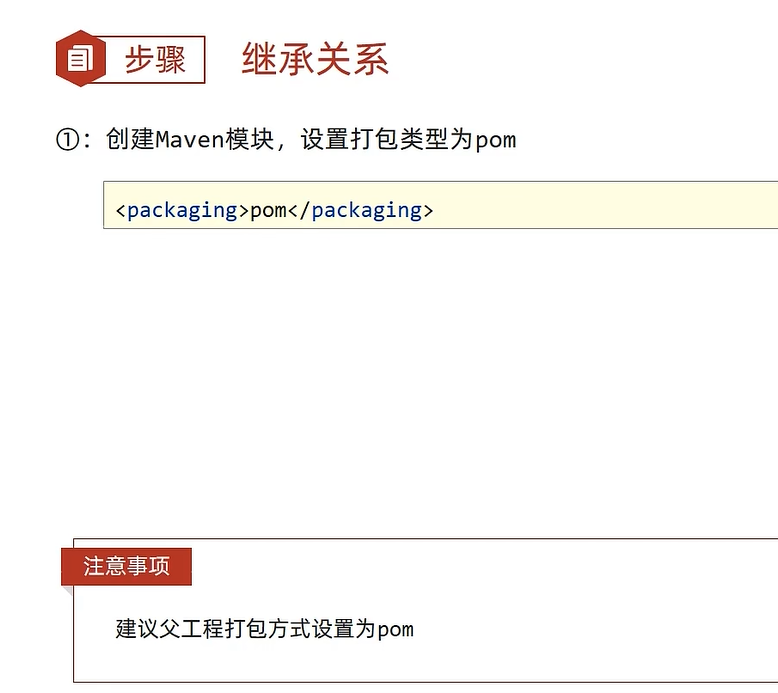 步骤 继承关系
①：创建Maven模块，设置打包类型为pom
<packaging>pom</packaging>
注意事项
建议父工程打包方式设置为pom